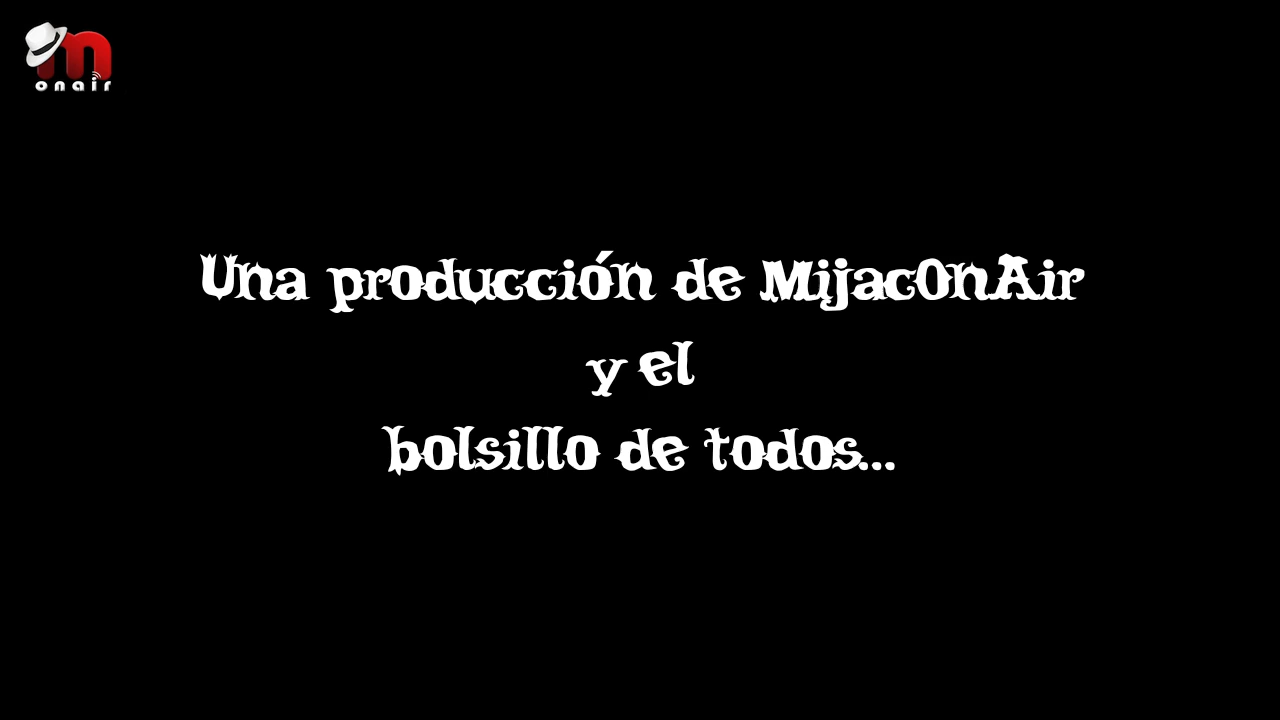 m
onair
Una producción de MijacOnAir
y el
bolsillo de todos...